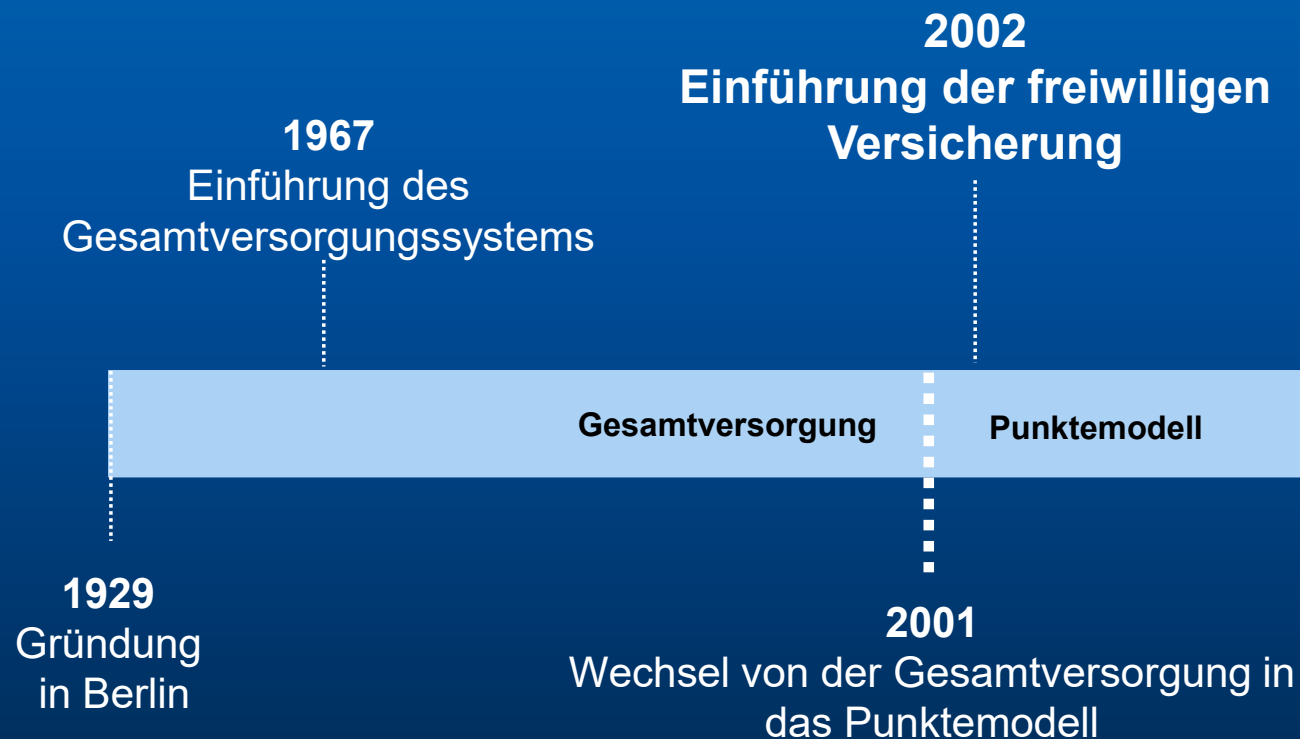 2002
Einführung der freiwilligen
Versicherung
1967
Einführung des
Gesamtversorgungssystems
Gesamtversorgung
Punktemodell
1929
Gründung
in Berlin
2001
Wechsel von der Gesamtversorgung in
das Punktemodell